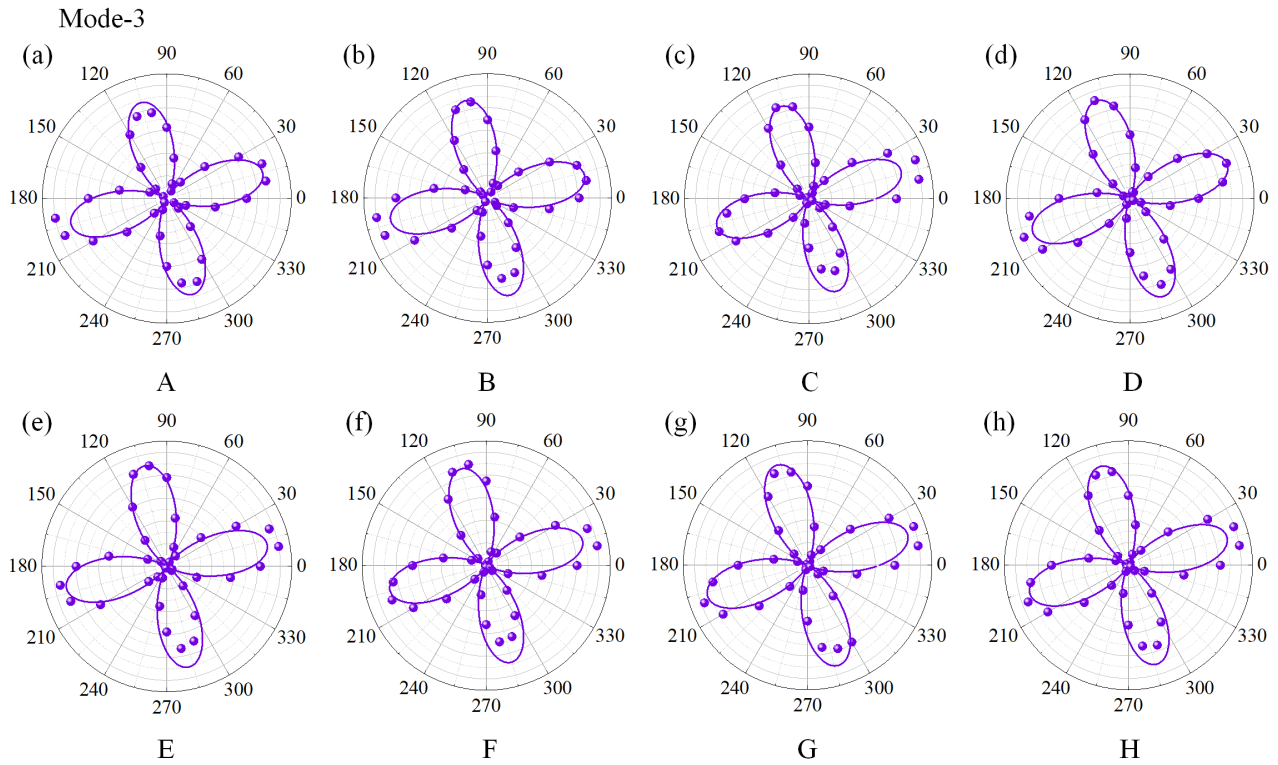 Mode-3
(a) (b) (c) (d)
90 90 90 90
120 60 120 60 120 60 120 60
150 30 150 30 150 30 150 30
180 0 180 0 180 0 180 0
210 330 210 330 210 330 210 330
240 300 240 300 240 300 240 300
270 270 270 270
A B C D
(e) (f) (g) (h)
90 90 90 90
120 60 120 60 120 60 120 60
150 30 150 30 150 30 150 30
180 0 180 0 180 0 180 0
210 330 210 330 210 330 210 330
240 300 240 300 240 300 240 300
270 270 270 270
E F G H